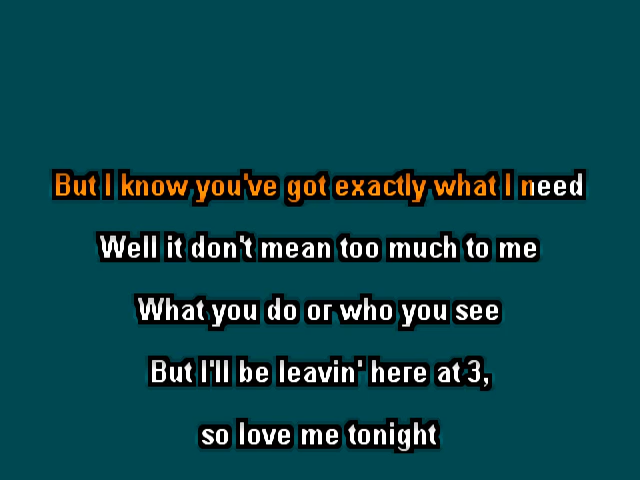 But I know you've got exactly what I need
Well it don't mean too much to me
What you do or who you see
But I'll be leavin' here at 3,
so love me tonight